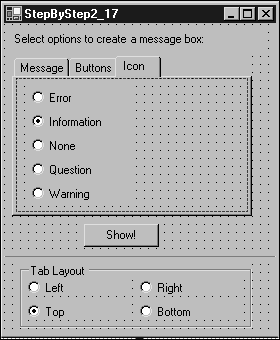 StepByStep2_17
Select options to create a message box:
Message Buttons Icon
Error
Information
None
Question
Warning
Show!
Tab Layout
Left Right
Top Bottom